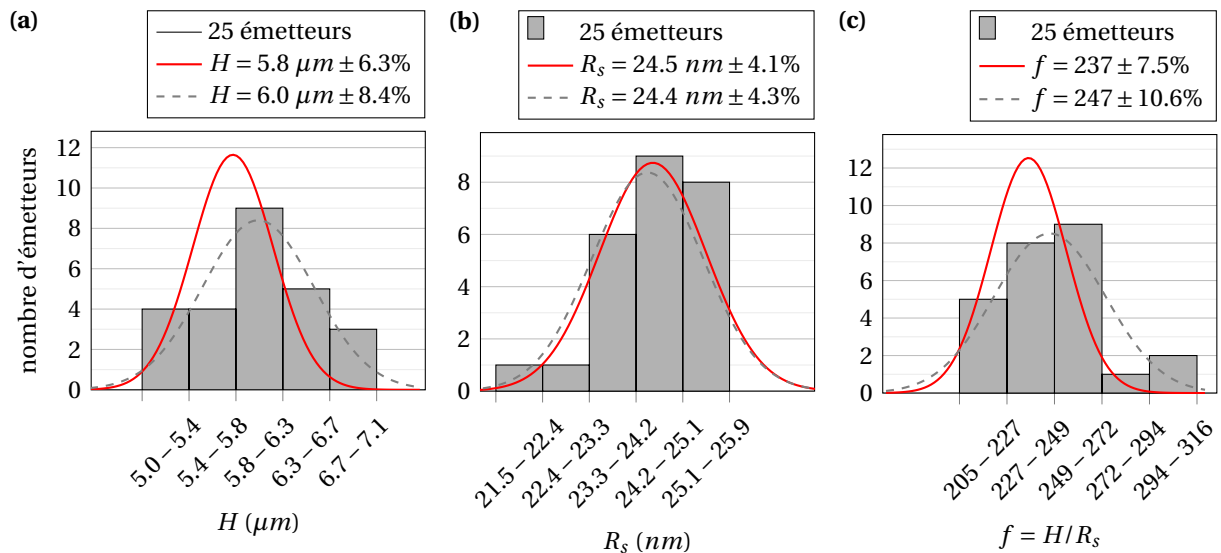 (a)
25 émetteurs
H = 5.8 µm ± 6.3%
H = 6.0 µm ± 8.4%
nombre d'émetteurs
12
10
8
6
4
2
0
5.0 – 5.4
5.4 – 5.8
5.8 – 6.3
6.3 – 6.7
6.7 – 7.1
H (µm)
(b)
25 émetteurs
Rs = 24.5 nm ± 4.1%
Rs = 24.4 nm ± 4.3%
8
6
4
2
0
21.5 – 22.4
22.4 – 23.3
23.3 – 24.2
24.2 – 25.1
25.1 – 25.9
Rs (nm)
(c)
25 émetteurs
f = 237 ± 7.5%
f = 247 ± 10.6%
12
10
8
6
4
2
0
205 – 227
227 – 249
249 – 272
272 – 294
294 – 316
f = H/Rs